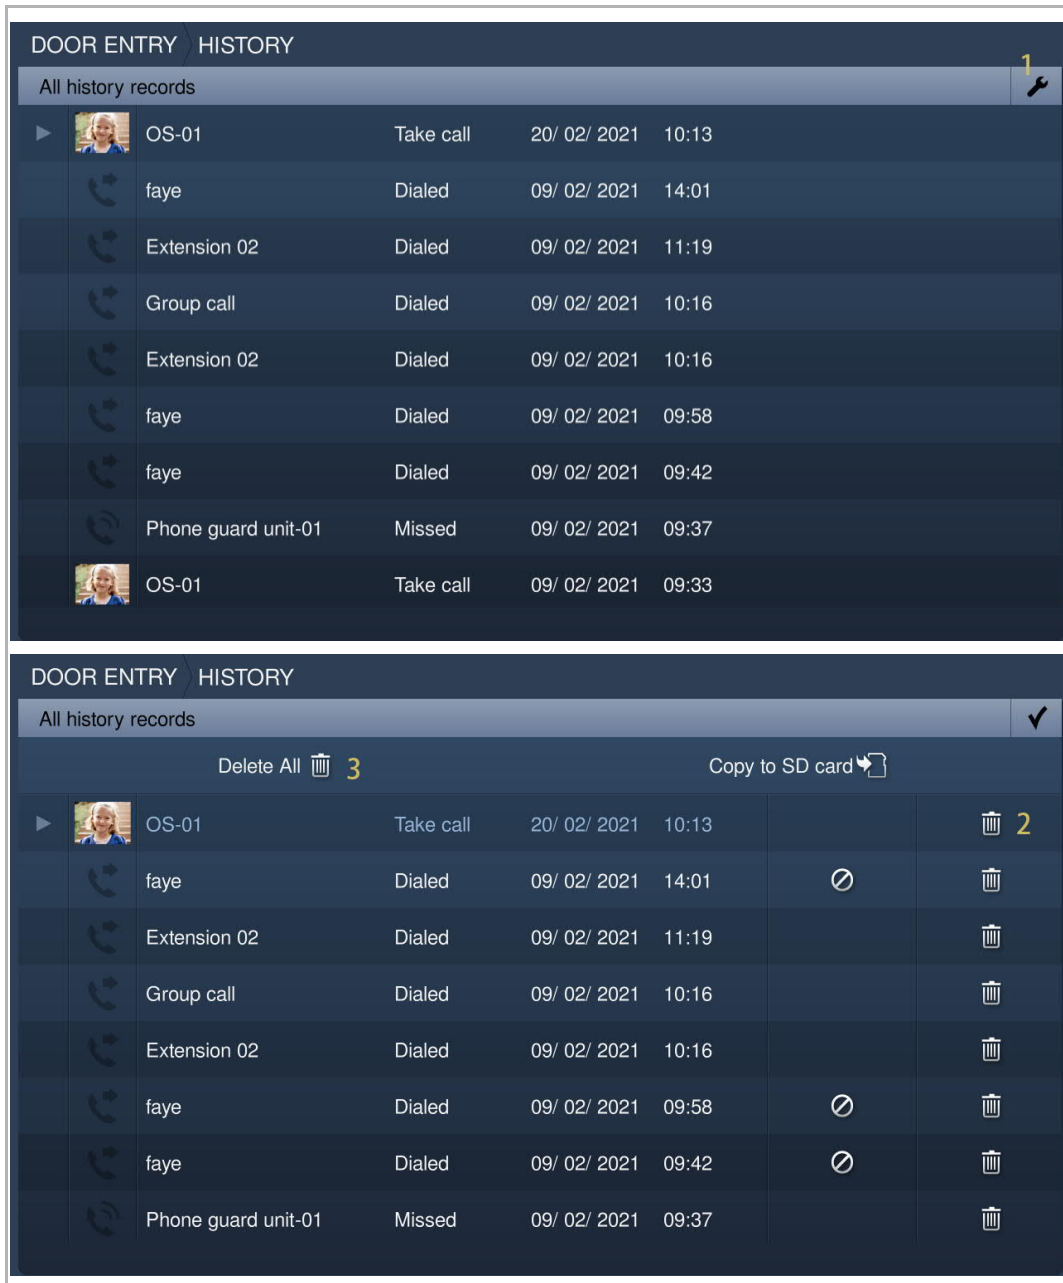 DOOR ENTRY HISTORY
1
All history records
OS-01 Take call 20/ 02/ 2021 10:13
faye Dialed 09/ 02/ 2021 14:01
Extension 02 Dialed 09/ 02/ 2021 11:19
Group call Dialed 09/ 02/ 2021 10:16
Extension 02 Dialed 09/ 02/ 2021 10:16
faye Dialed 09/ 02/ 2021 09:58
faye Dialed 09/ 02/ 2021 09:42
Phone guard unit-01 Missed 09/ 02/ 2021 09:37
OS-01 Take call 09/ 02/ 2021 09:33
DOOR ENTRY HISTORY
All history records
Delete All 3 Copy to SD card
OS-01 Take call 20/ 02/ 2021 10:13 2
faye Dialed 09/ 02/ 2021 14:01
Extension 02 Dialed 09/ 02/ 2021 11:19
Group call Dialed 09/ 02/ 2021 10:16
Extension 02 Dialed 09/ 02/ 2021 10:16
faye Dialed 09/ 02/ 2021 09:58
faye Dialed 09/ 02/ 2021 09:42
Phone guard unit-01 Missed 09/ 02/ 2021 09:37